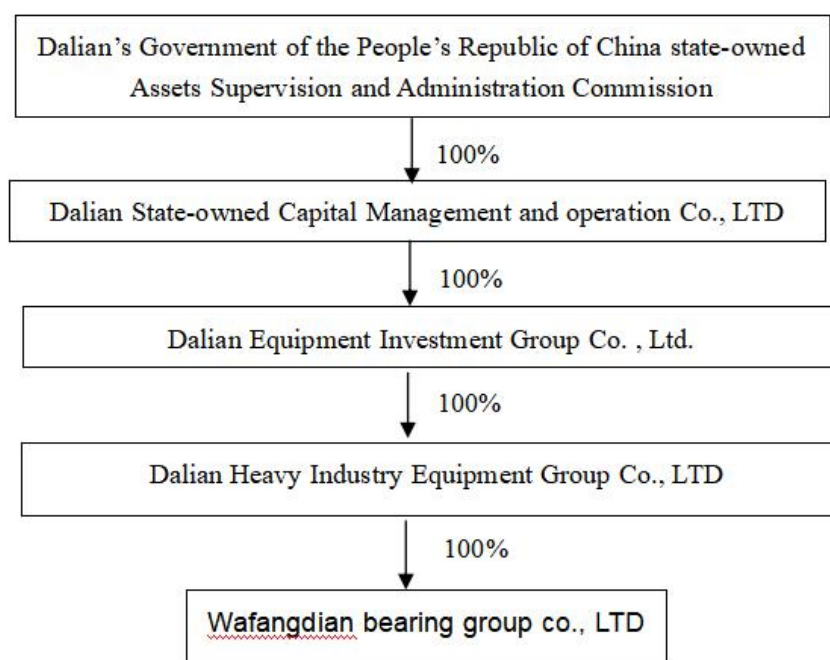 Dalian’s Government of the People’s Republic of China state-owned
Assets Supervision and Administration Commission
100%
Dalian State-owned Capital Management and operation Co., LTD
100%
Dalian Equipment Investment Group Co. , Ltd.
100%
Dalian Heavy Industry Equipment Group Co., LTD
100%
Wafangdian bearing group co., LTD